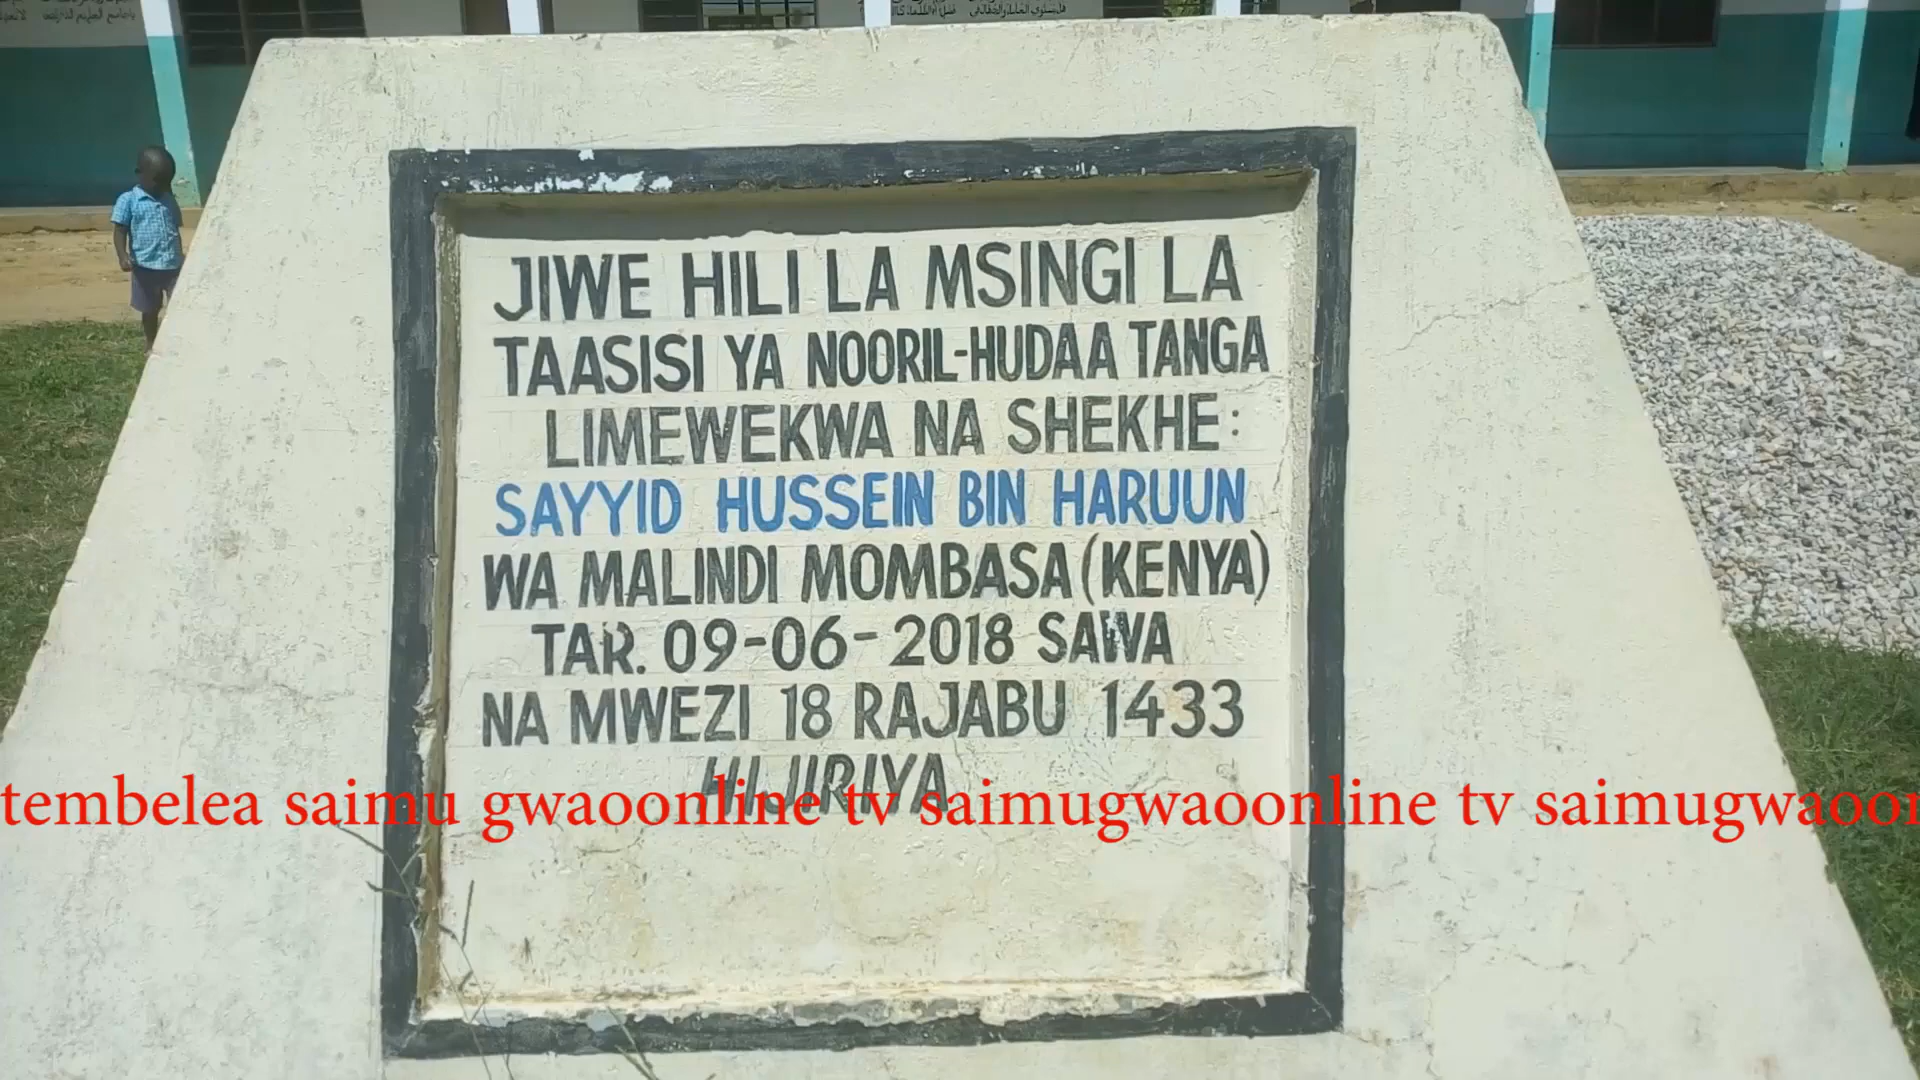 JIWE HILI LA MSINGI LA
TAASISI YA NOORIL-HUDAA TANGA
LIMEWEKWA NA SHEKHE:
SAYYID HUSSEIN BIN HARUUN
WA MALINDI MOMBASA (KENYA)
TAR. 09-06-2018 SAWA
NA MWEZI 18 RAJABU 1433
HIJIRIYA
tembelea saimu gwaoonline tv saimugwaoonline tv saimugwaoon